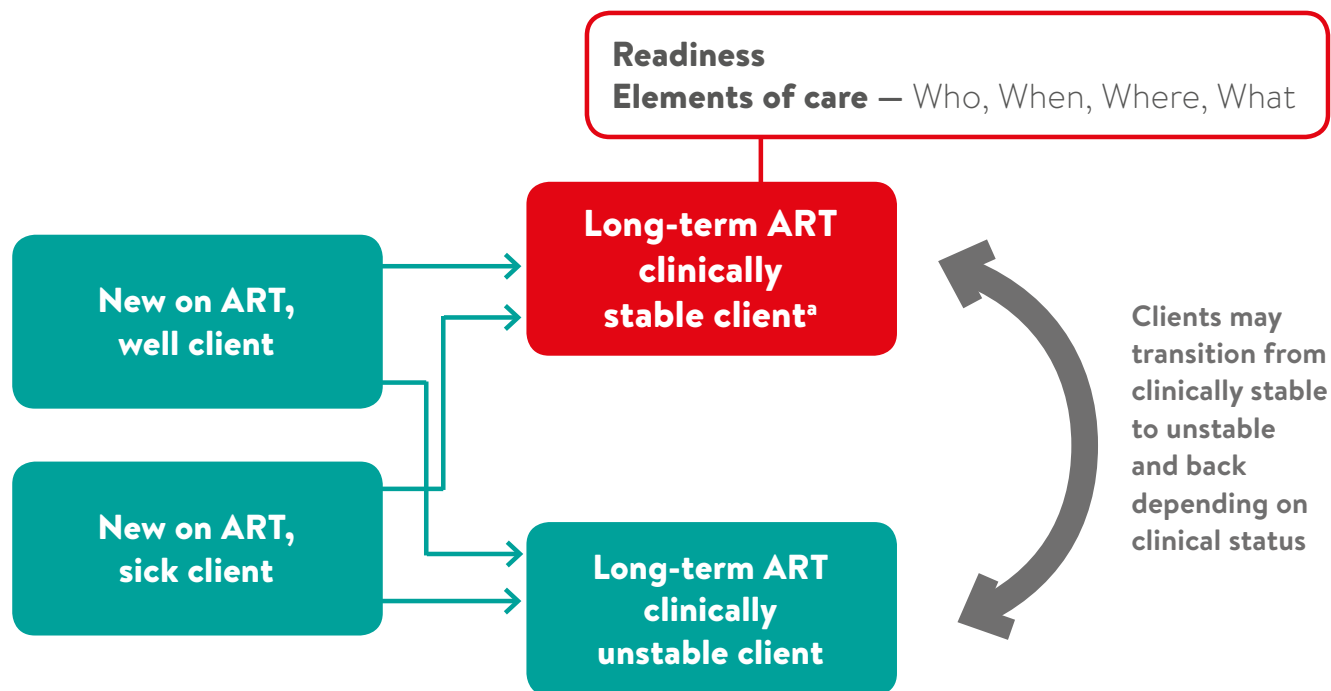 Readiness
Elements of care — Who, When, Where, What
Long-term ART
clinically
stable clientᵃ
New on ART,
well client
Clients may
transition from
clinically stable
to unstable
and back
depending on
clinical status
New on ART,
sick client
Long-term ART
clinically
unstable client